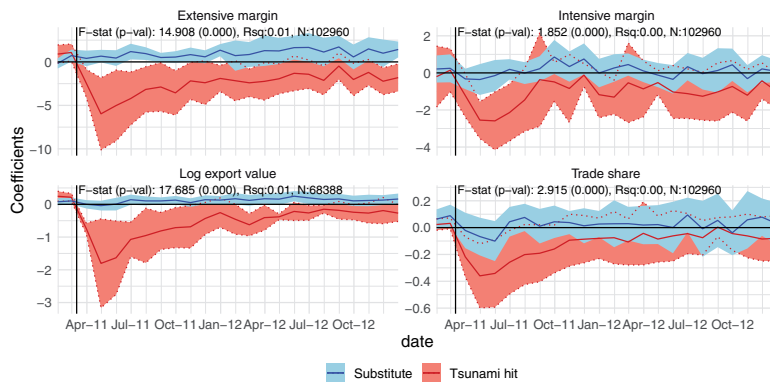 Extensive margin
F-stat (p-val): 14.908 (0.000), Rsq:0.01, N:102960
0
−5
−10
Intensive margin
F-stat (p-val): 1.852 (0.000), Rsq:0.00, N:102960
2
0
−2
−4
Coefficients
Log export value
F-stat (p-val): 17.685 (0.000), Rsq:0.01, N:68388
0
−1
−2
−3
Apr−11 Jul−11 Oct−11 Jan−12 Apr−12 Jul−12 Oct−12
Trade share
F-stat (p-val): 2.915 (0.000), Rsq:0.00, N:102960
0.2
0.0
−0.2
−0.4
−0.6
Apr−11 Jul−11 Oct−11 Jan−12 Apr−12 Jul−12 Oct−12
date
Substitute Tsunami hit